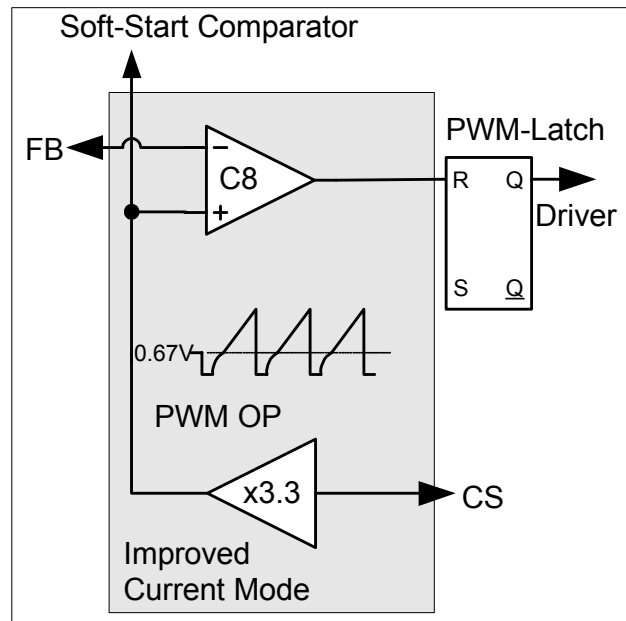 Soft-Start Comparator
FB
−
C8
+
PWM-Latch
R Q
Driver
S Q
0.67V
PWM OP
x3.3
CS
Improved
Current Mode